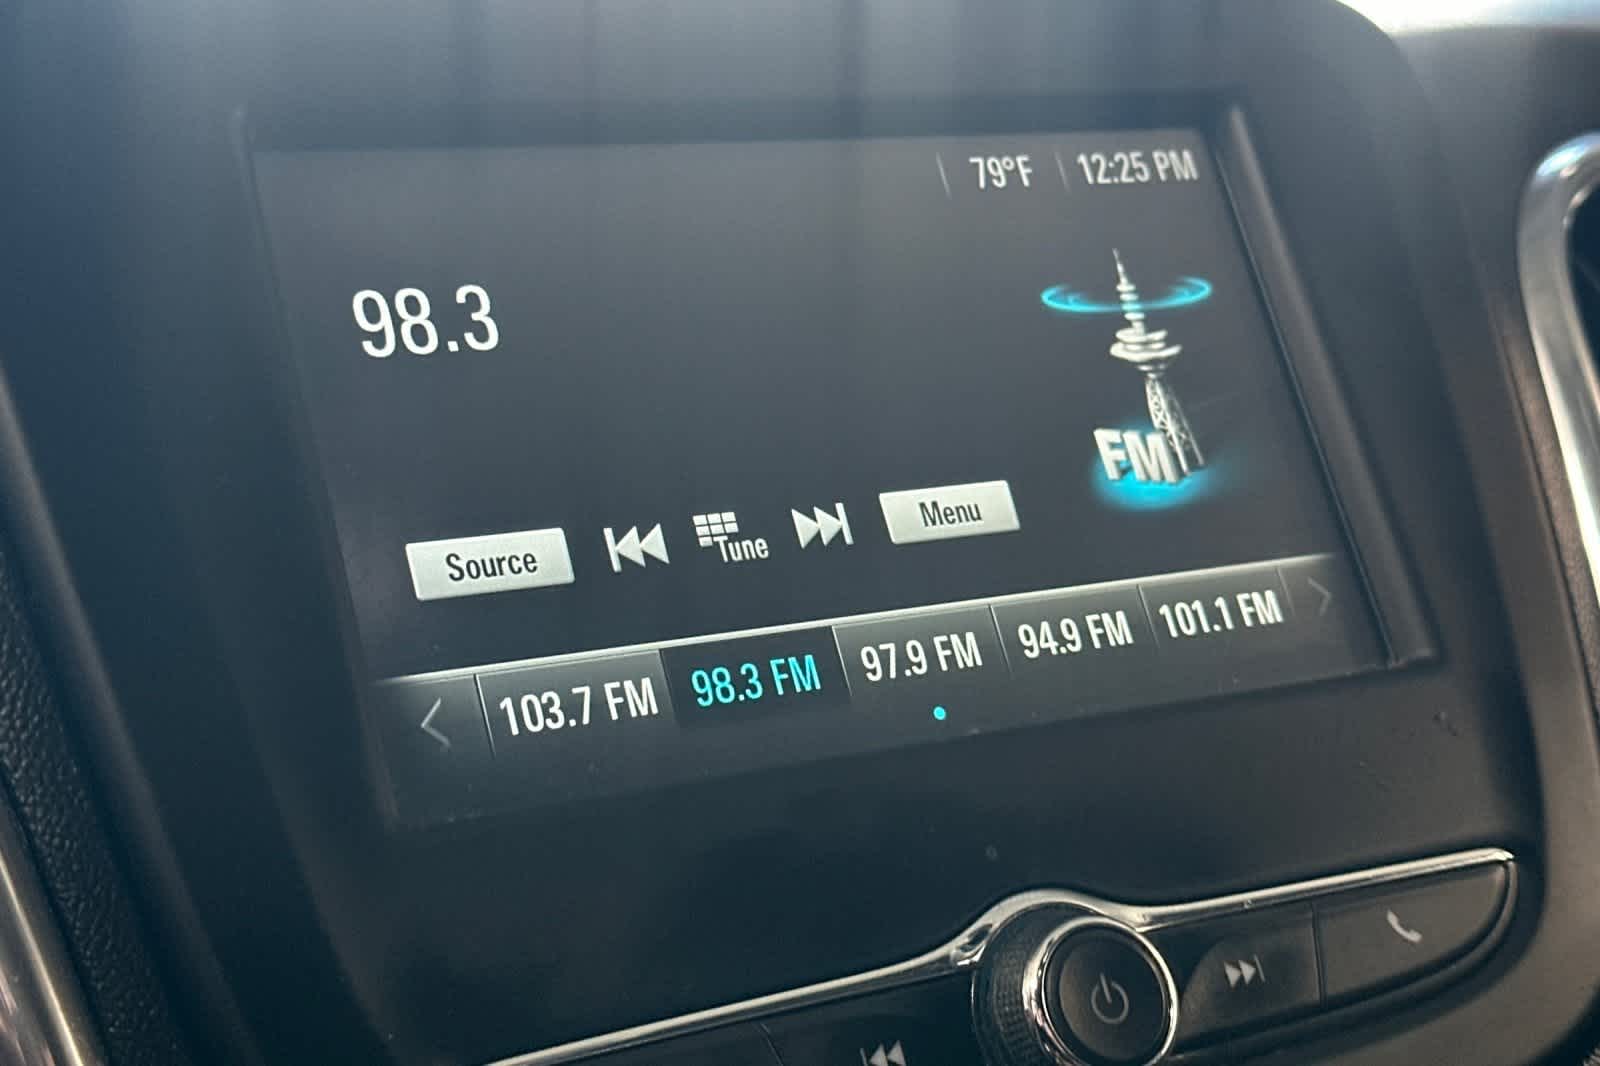 79°F 12:25 PM
98.3
FM
Source Tune Menu
103.7 FM 98.3 FM 97.9 FM 94.9 FM 101.1 FM